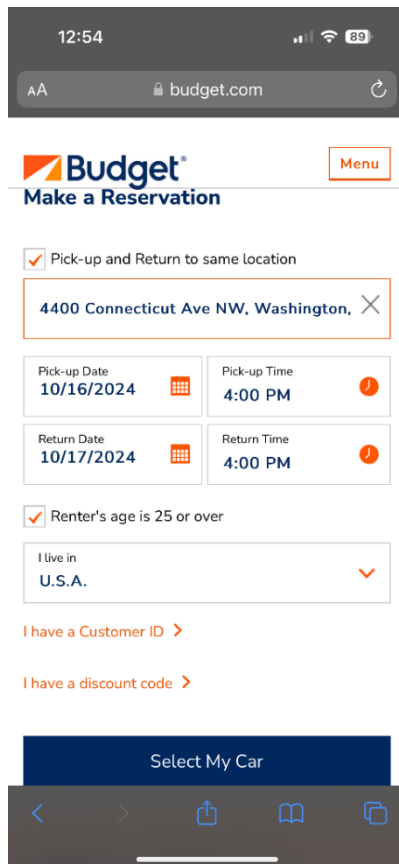 12:54
89
AA budget.com
Budget®
Menu
Make a Reservation
Pick-up and Return to same location
4400 Connecticut Ave NW, Washington,
Pick-up Date
10/16/2024
Pick-up Time
4:00 PM
Return Date
10/17/2024
Return Time
4:00 PM
Renter's age is 25 or over
I live in
U.S.A.
I have a Customer ID
I have a discount code
Select My Car